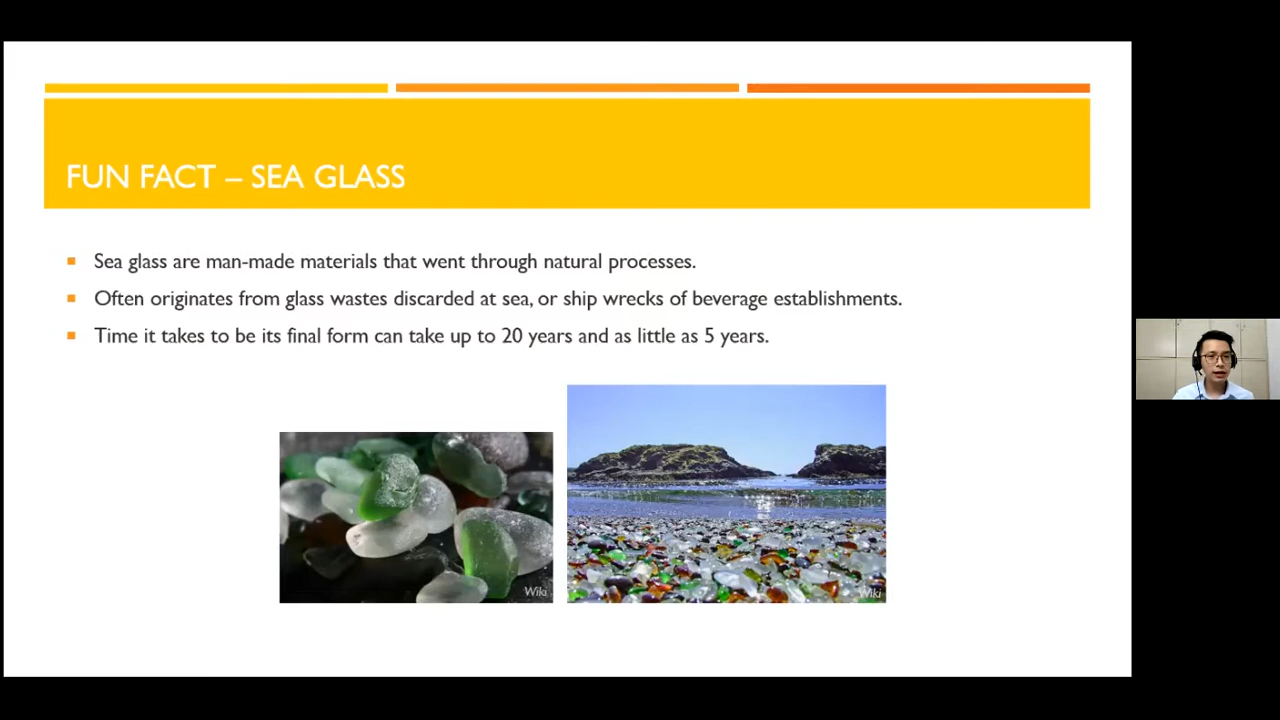 FUN FACT – SEA GLASS
Sea glass are man-made materials that went through natural processes.
Often originates from glass wastes discarded at sea, or ship wrecks of beverage establishments.
Time it takes to be its final form can take up to 20 years and as little as 5 years.
Wiki
Wiki